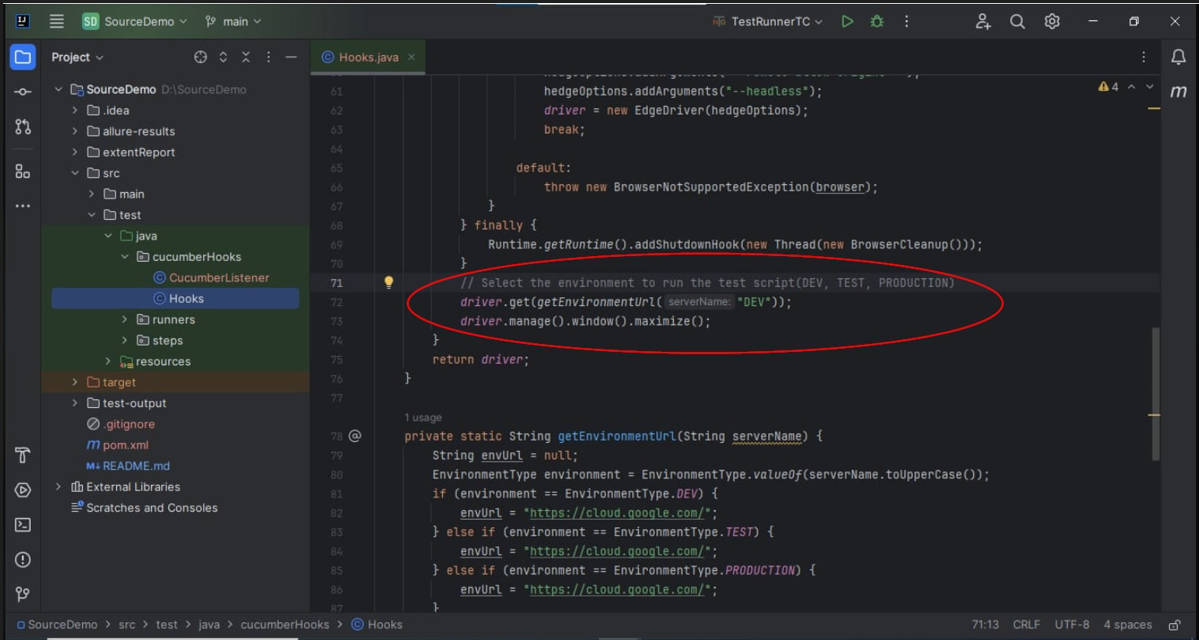 SD SourceDemo main TestRunnerTC
Project
Hooks.java
SourceDemo D:\SourceDemo
.idea
allure-results
extentReport
src
main
test
java
cucumberHooks
CucumberListener
Hooks
runners
steps
resources
target
test-output
.gitignore
m pom.xml
M↓ README.md
External Libraries
Scratches and Consoles
4
m
61 hedgeOptions.addArguments("--headless");
62 driver = new EdgeDriver(hedgeOptions);
63 break;
64
65 default:
66 throw new BrowserNotSupportedException(browser);
67 }
68 } finally {
69 Runtime.getRuntime().addShutdownHook(new Thread(new BrowserCleanup()));
70 }
71 // Select the environment to run the test script(DEV, TEST, PRODUCTION)
72 driver.get(getEnvironmentUrl( serverName: "DEV"));
73 driver.manage().window().maximize();
74 }
75 return driver;
76 }
77
1 usage
78 @ private static String getEnvironmentUrl(String serverName) {
79 String envUrl = null;
80 EnvironmentType environment = EnvironmentType.valueOf(serverName.toUpperCase());
81 if (environment == EnvironmentType.DEV) {
82 envUrl = "https://cloud.google.com/";
83 } else if (environment == EnvironmentType.TEST) {
84 envUrl = "https://cloud.google.com/";
85 } else if (environment == EnvironmentType.PRODUCTION) {
86 envUrl = "https://cloud.google.com/";
87 }
SourceDemo > src > test > java > cucumberHooks > Hooks
71:13 CRLF UTF-8 4 spaces